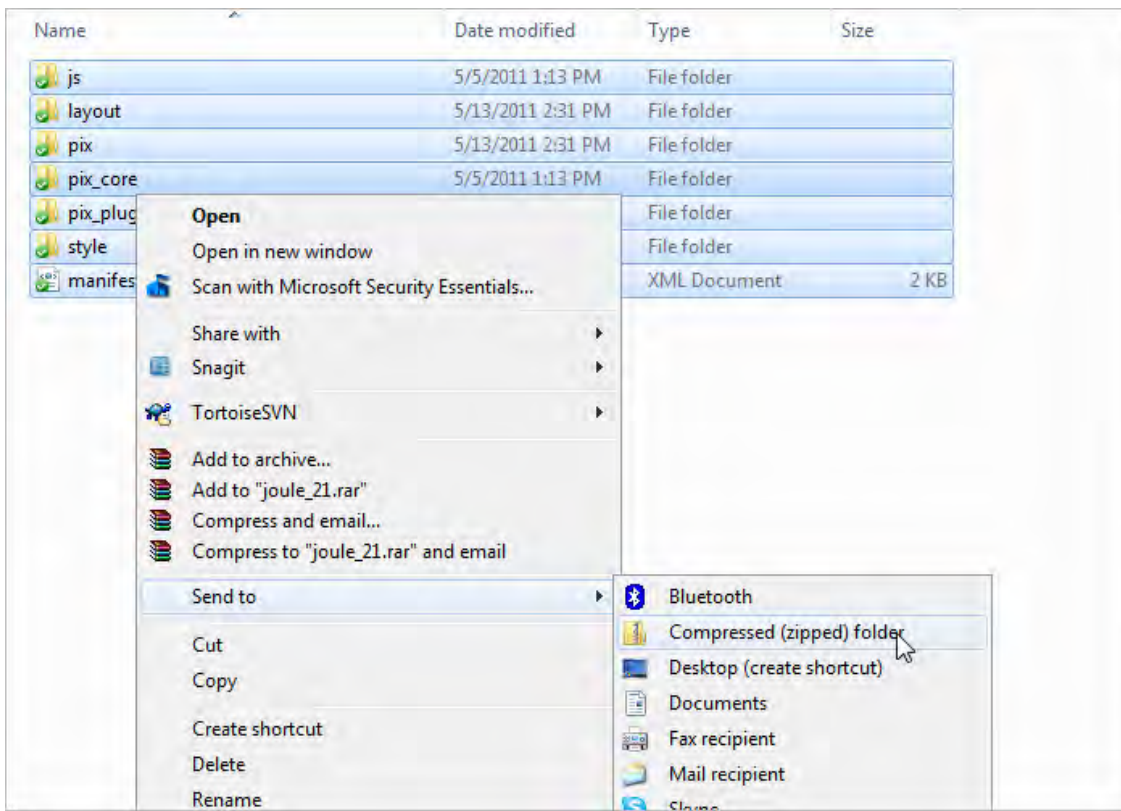 Name Date modified Type Size
js 5/5/2011 1:13 PM File folder
layout 5/13/2011 2:31 PM File folder
pix 5/13/2011 2:31 PM File folder
pix_core 5/5/2011 1:13 PM File folder
pix_plug File folder
style File folder
manifes XML Document 2 KB
Open
Open in new window
Scan with Microsoft Security Essentials...
Share with
Snagit
TortoiseSVN
Add to archive...
Add to "joule_21.rar"
Compress and email...
Compress to "joule_21.rar" and email
Send to
Cut
Copy
Create shortcut
Delete
Rename
Bluetooth
Compressed (zipped) folder
Desktop (create shortcut)
Documents
Fax recipient
Mail recipient
Skype